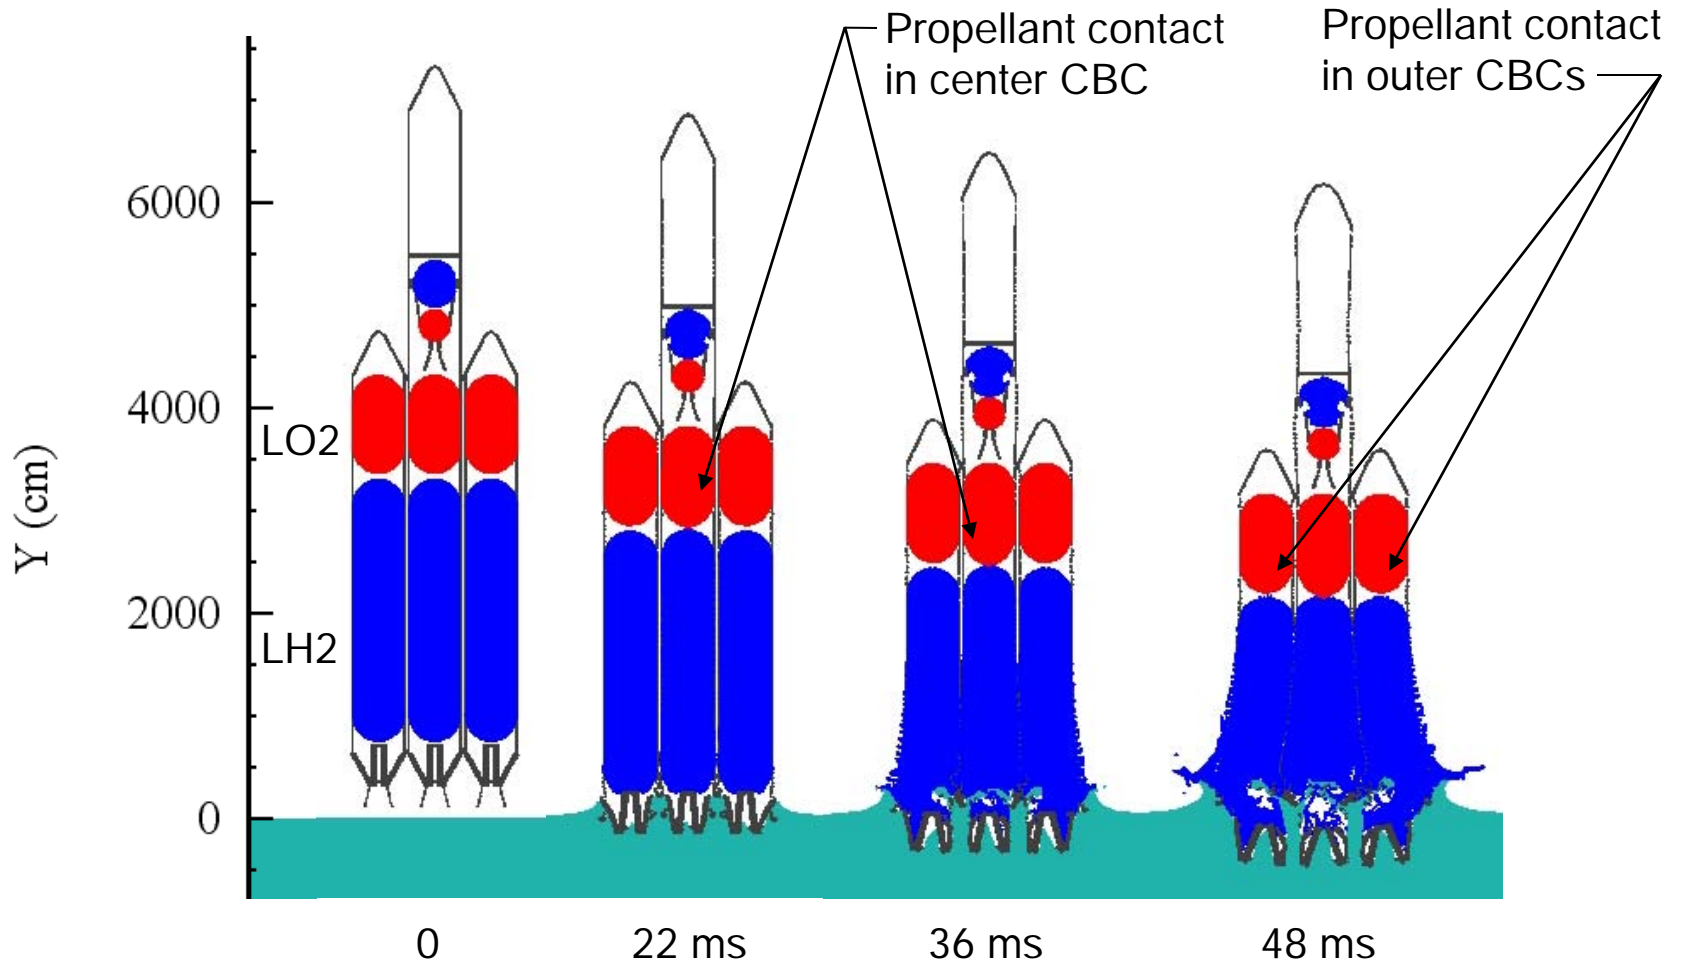 Propellant contact
in center CBC
Propellant contact
in outer CBCs
6000
4000
2000
0
Y (cm)
LO2
LH2
0
22 ms
36 ms
48 ms